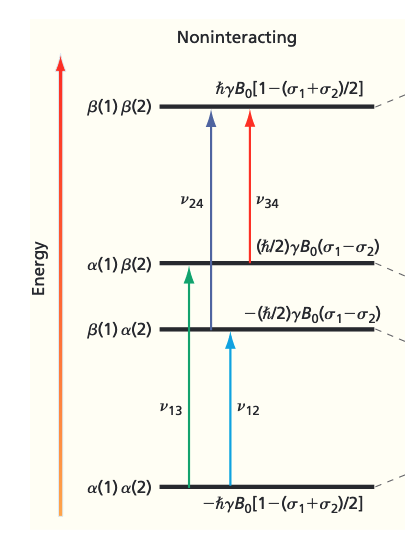 Noninteracting
ℏγB₀[1−(σ₁+σ₂)/2]
β(1) β(2)
ν₂₄
ν₃₄
(ℏ/2)γB₀(σ₁−σ₂)
α(1) β(2)
Energy
−(ℏ/2)γB₀(σ₁−σ₂)
β(1) α(2)
ν₁₃
ν₁₂
α(1) α(2)
−ℏγB₀[1−(σ₁+σ₂)/2]